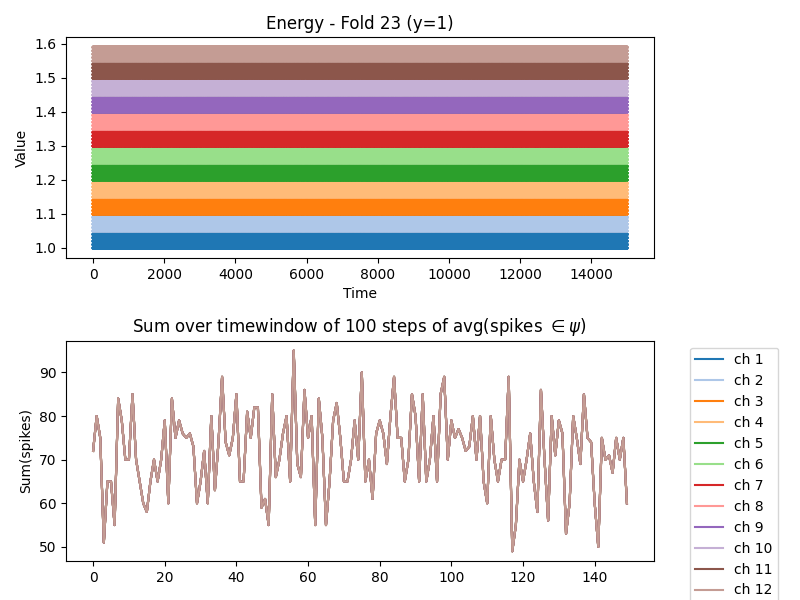 Energy - Fold 23 (y=1)
Value
1.6
1.5
1.4
1.3
1.2
1.1
1.0
0 2000 4000 6000 8000 10000 12000 14000
Time
Sum over timewindow of 100 steps of avg(spikes ∈ψ)
Sum(spikes)
90
80
70
60
50
0 20 40 60 80 100 120 140
ch 1
ch 2
ch 3
ch 4
ch 5
ch 6
ch 7
ch 8
ch 9
ch 10
ch 11
ch 12